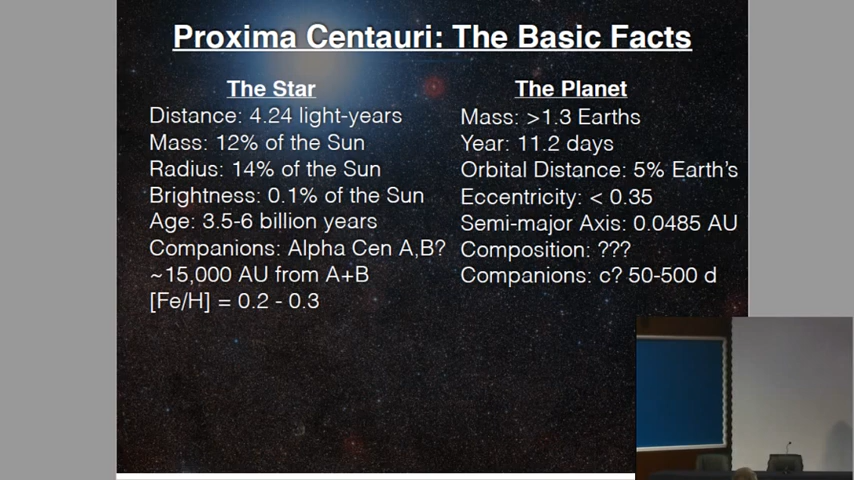 Proxima Centauri: The Basic Facts
The Star
Distance: 4.24 light-years
Mass: 12% of the Sun
Radius: 14% of the Sun
Brightness: 0.1% of the Sun
Age: 3.5-6 billion years
Companions: Alpha Cen A,B?
~15,000 AU from A+B
[Fe/H] = 0.2 - 0.3
The Planet
Mass: >1.3 Earths
Year: 11.2 days
Orbital Distance: 5% Earth's
Eccentricity: < 0.35
Semi-major Axis: 0.0485 AU
Composition: ???
Companions: c? 50-500 d